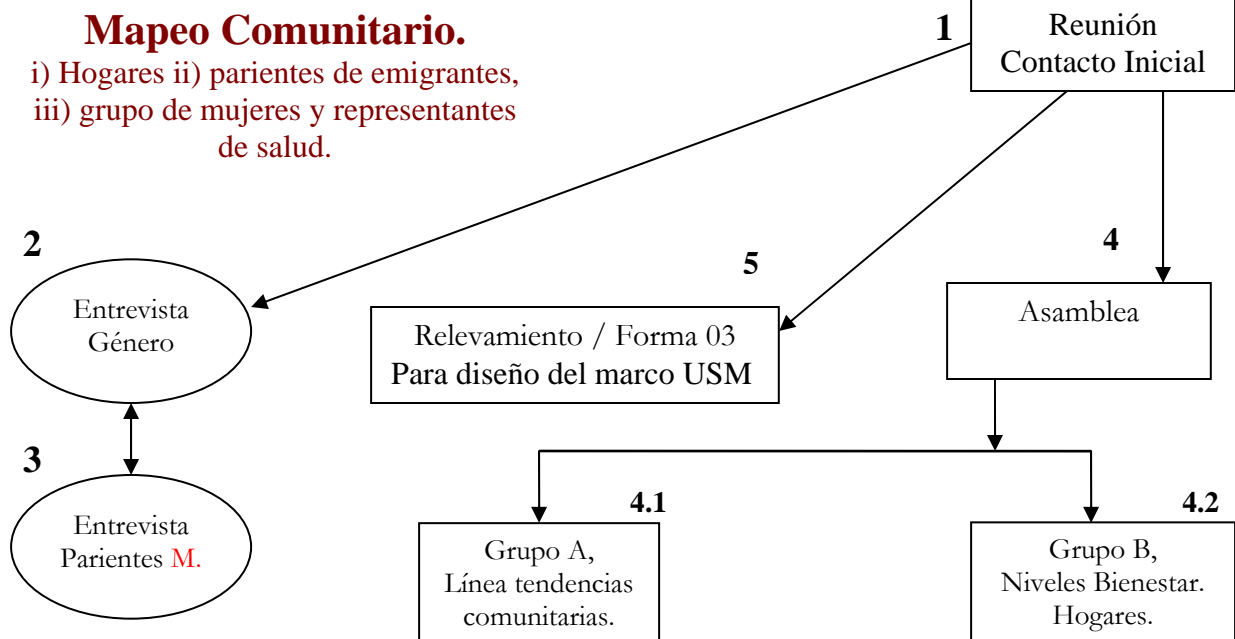 Mapeo Comunitario.
i) Hogares ii) parientes de emigrantes,
iii) grupo de mujeres y representantes
de salud.
1
Reunión
Contacto Inicial
2
Entrevista
Género
5
Relevamiento / Forma 03
Para diseño del marco USM
4
Asamblea
3
Entrevista
Parientes M.
4.1
Grupo A,
Línea tendencias
comunitarias.
4.2
Grupo B,
Niveles Bienestar.
Hogares.